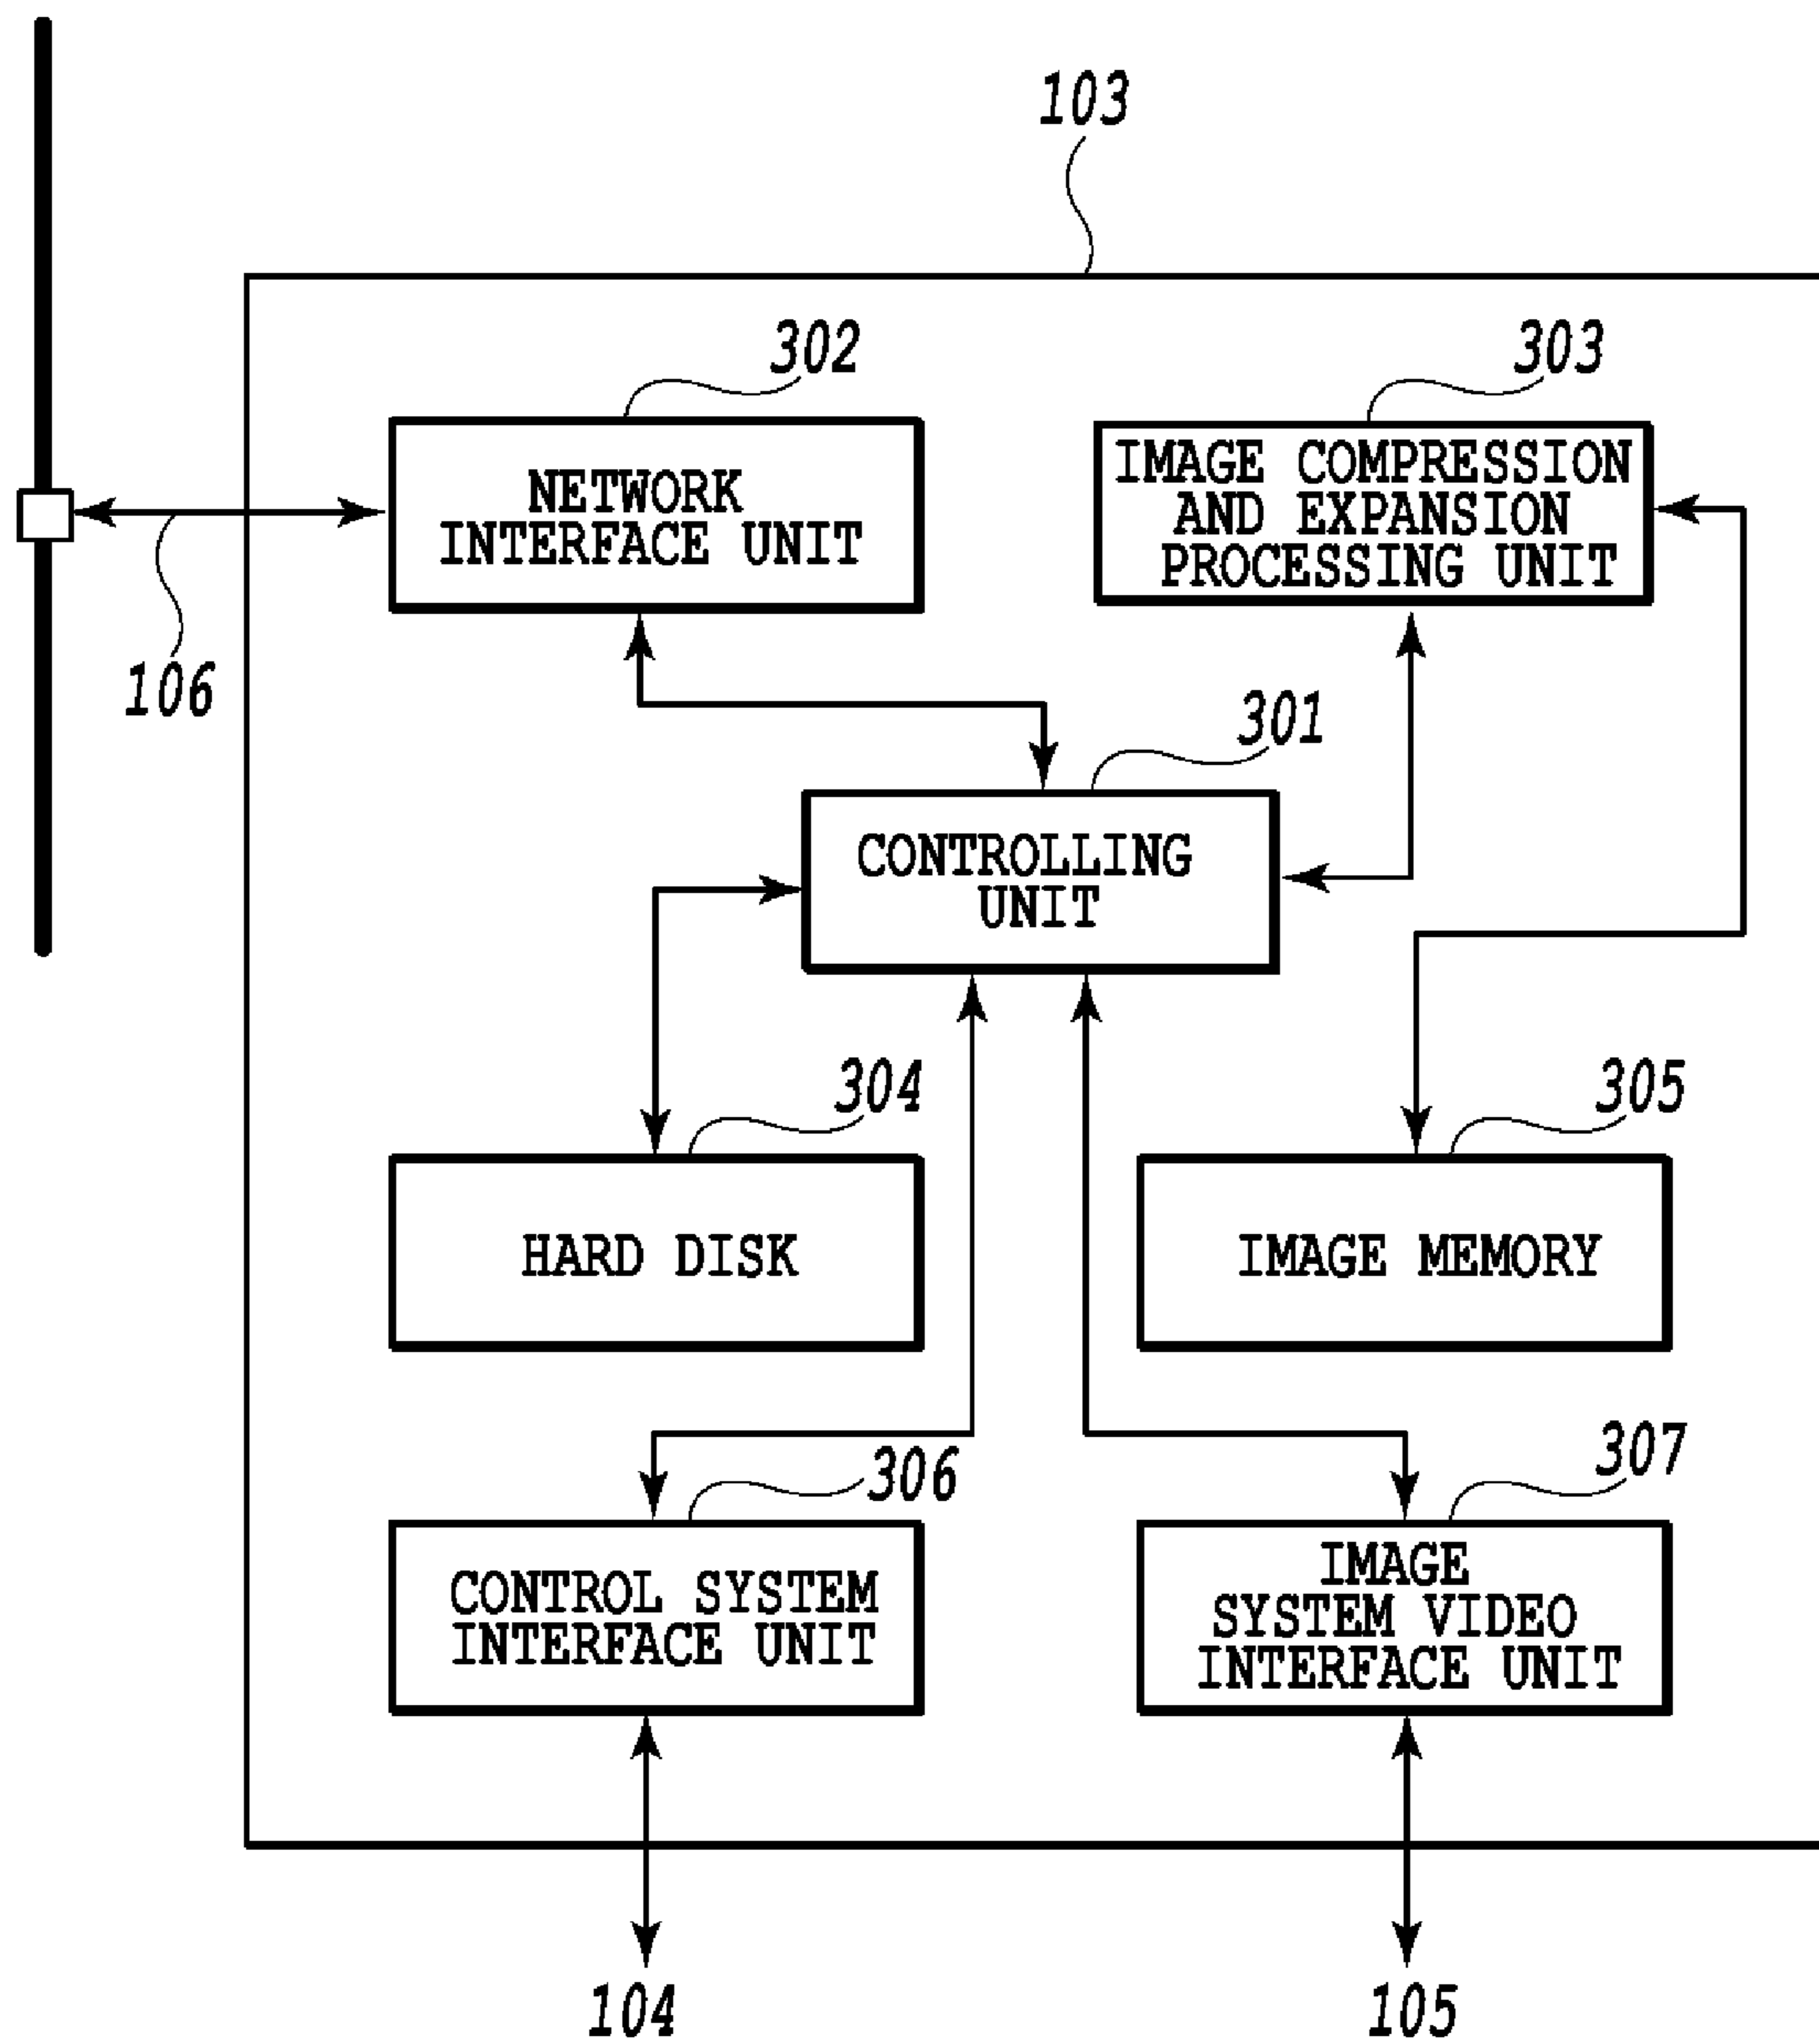 103
302
303
NETWORK
INTERFACE UNIT
IMAGE COMPRESSION
AND EXPANSION
PROCESSING UNIT
106
301
CONTROLLING
UNIT
304
305
HARD DISK
IMAGE MEMORY
306
307
CONTROL SYSTEM
INTERFACE UNIT
IMAGE
SYSTEM VIDEO
INTERFACE UNIT
104
105